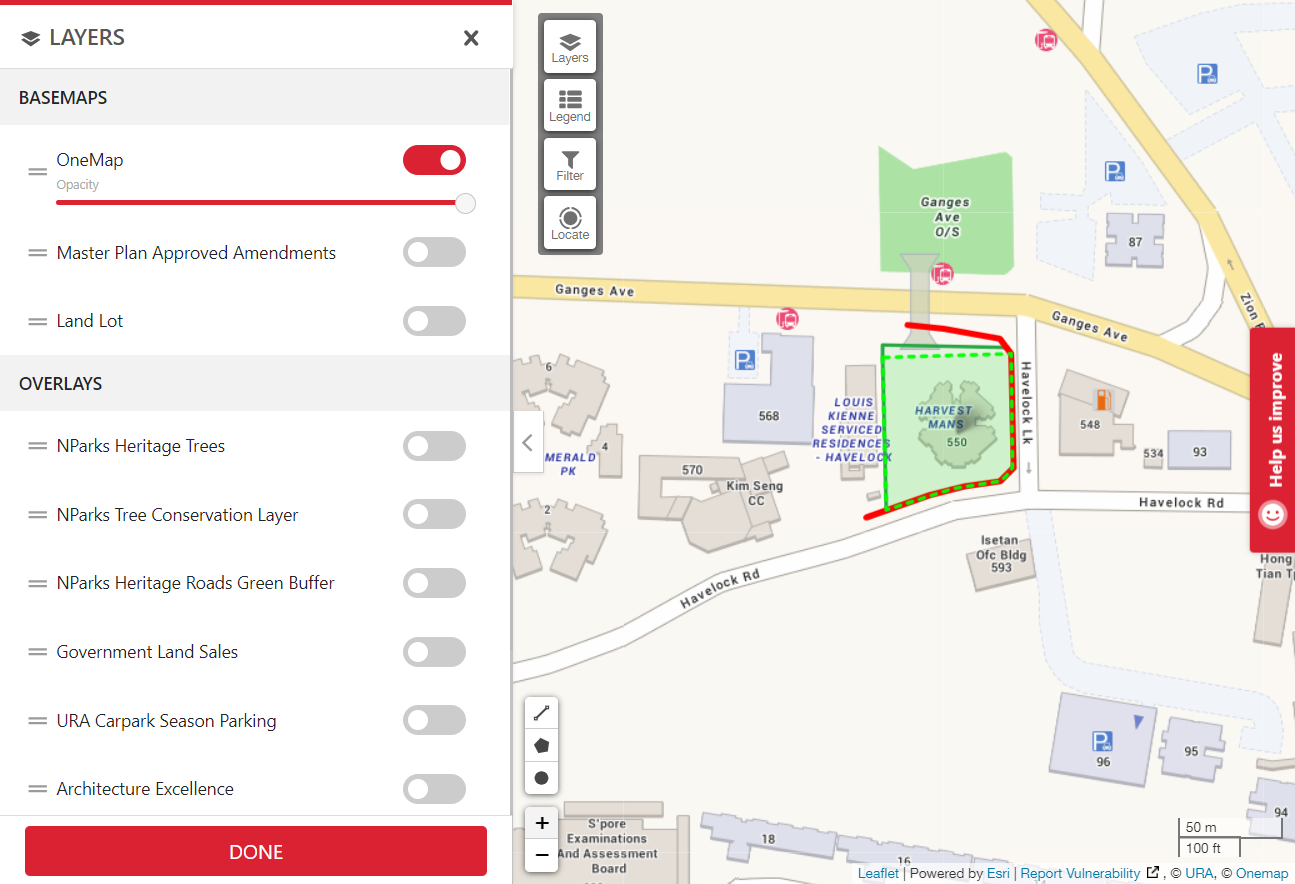 LAYERS
BASEMAPS
OneMap
Opacity
Master Plan Approved Amendments
Land Lot
OVERLAYS
NParks Heritage Trees
NParks Tree Conservation Layer
NParks Heritage Roads Green Buffer
Government Land Sales
URA Carpark Season Parking
Architecture Excellence
DONE
Layers
Legend
Filter
Locate
Ganges
Ave
O/S
87
Ganges Ave
Ganges Ave
Zion
Havelock Lk
6
568
LOUIS
KIENNE
SERVICED
RESIDENCES
- HAVELOCK
HARVEST
MANS
550
548
534
93
4
MERALD
PK
570
Kim Seng
CC
2
Havelock Rd
Havelock Rd
Isetan
Ofc Bldg
593
Hong
Tian
Help us improve
P
P
P
P
96
95
94
18
16
S'pore
Examinations
And Assessment
Board
+
−
50 m
100 ft
Leaflet | Powered by Esri | Report Vulnerability , © URA, © Onemap